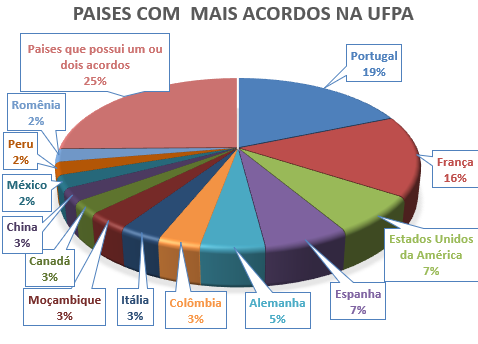 PAISES COM  MAIS ACORDOS NA UFPA
Portugal
19%
França
16%
Estados Unidos
da América
7%
Espanha
7%
Alemanha
5%
Colômbia
3%
Itália
3%
Moçambique
3%
Canadá
3%
China
3%
México
2%
Peru
2%
Romênia
2%
Paises que possui um ou
dois acordos
25%